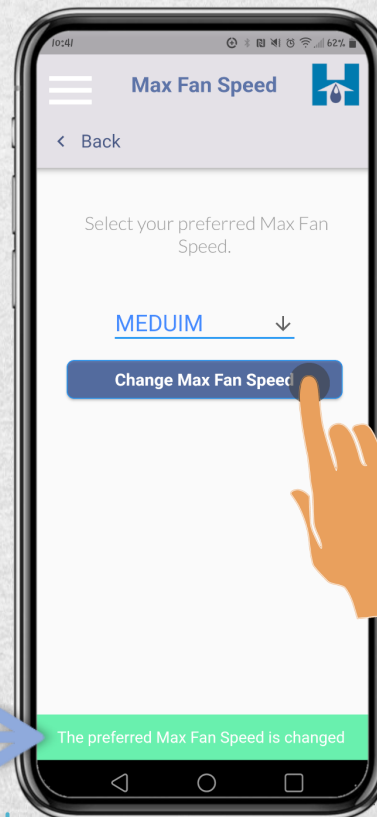 10:41
62%
Max Fan Speed
< Back
Select your preferred Max Fan
Speed.
MEDUIM
Change Max Fan Speed
The preferred Max Fan Speed is changed